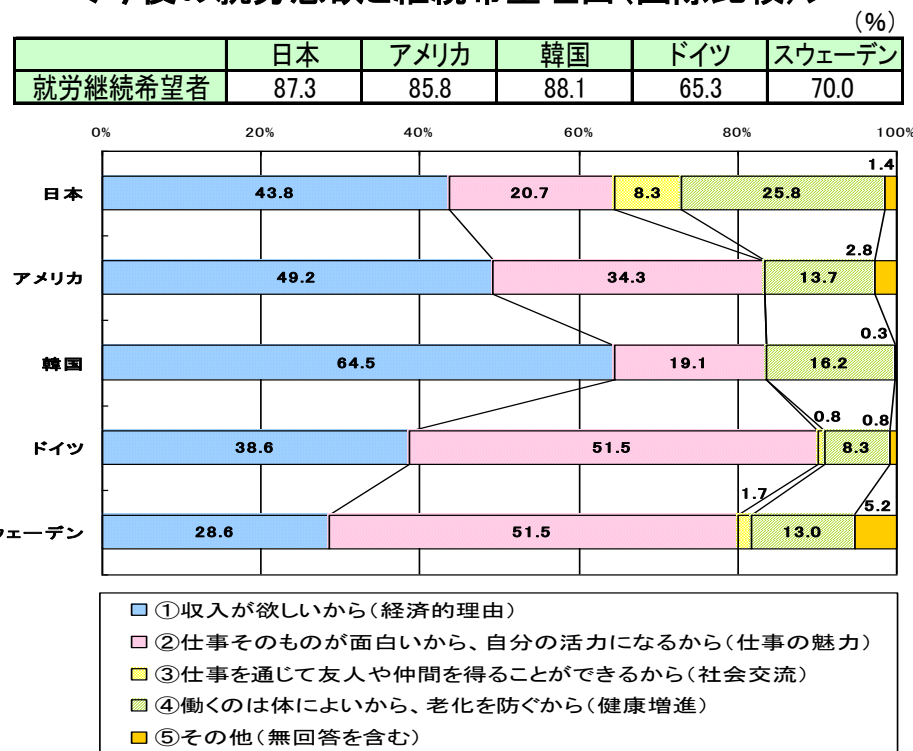 (%)
日本 アメリカ 韓国 ドイツ スウェーデン
就労継続希望者 87.3 85.8 88.1 65.3 70.0
0% 20% 40% 60% 80% 100%
1.4
日本 43.8 20.7 8.3 25.8
2.8
アメリカ 49.2 34.3 13.7
0.3
韓国 64.5 19.1 16.2
0.8 0.8
ドイツ 38.6 51.5 8.3
1.7 5.2
ウェーデン 28.6 51.5 13.0
①収入が欲しいから(経済的理由)
②仕事そのものが面白いから、自分の活力になるから(仕事の魅力)
③仕事を通じて友人や仲間を得ることができるから(社会交流)
④働くのは体によいから、老化を防ぐから(健康増進)
⑤その他(無回答を含む)